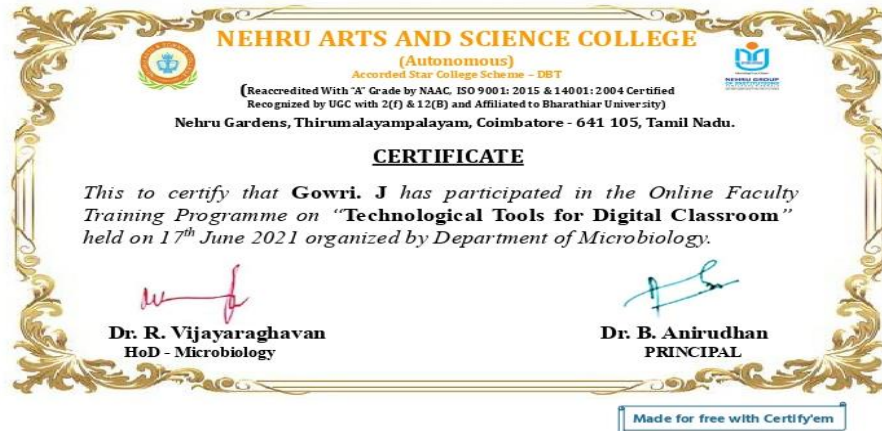 NEHRU ARTS AND SCIENCE COLLEGE
(Autonomous)
Accorded Star College Scheme – DBT
(Reaccredited With "A" Grade by NAAC, ISO 9001: 2015 & 14001: 2004 Certified
Recognized by UGC with 2(f) & 12(B) and Affiliated to Bharathiar University)
NEHRU GROUP
Nehru Gardens, Thirumalayampalayam, Coimbatore - 641 105, Tamil Nadu.
CERTIFICATE
This to certify that Gowri. J has participated in the Online Faculty
Training Programme on “Technological Tools for Digital Classroom”
held on 17th June 2021 organized by Department of Microbiology.
Dr. R. Vijayaraghavan
HoD - Microbiology
Dr. B. Anirudhan
PRINCIPAL
Made for free with Certify'em